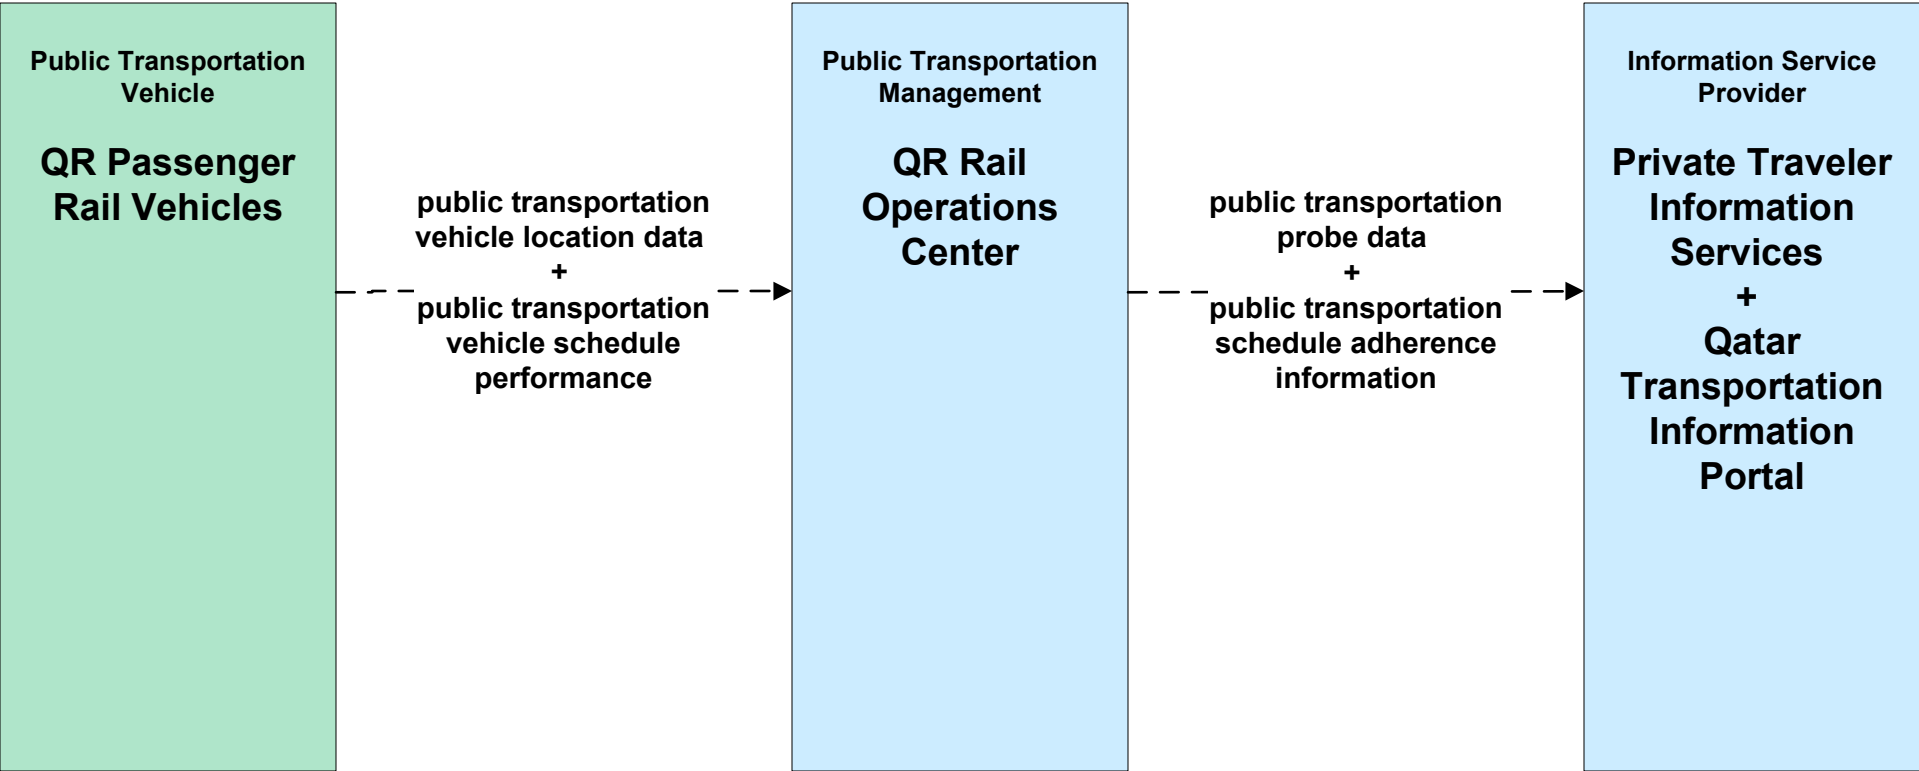 Public Transportation
Vehicle
QR Passenger
Rail Vehicles
public transportation
vehicle location data
+
public transportation
vehicle schedule
performance
Public Transportation
Management
QR Rail
Operations
Center
public transportation
probe data
+
public transportation
schedule adherence
information
Information Service
Provider
Private Traveler
Information
Services
+
Qatar
Transportation
Information
Portal